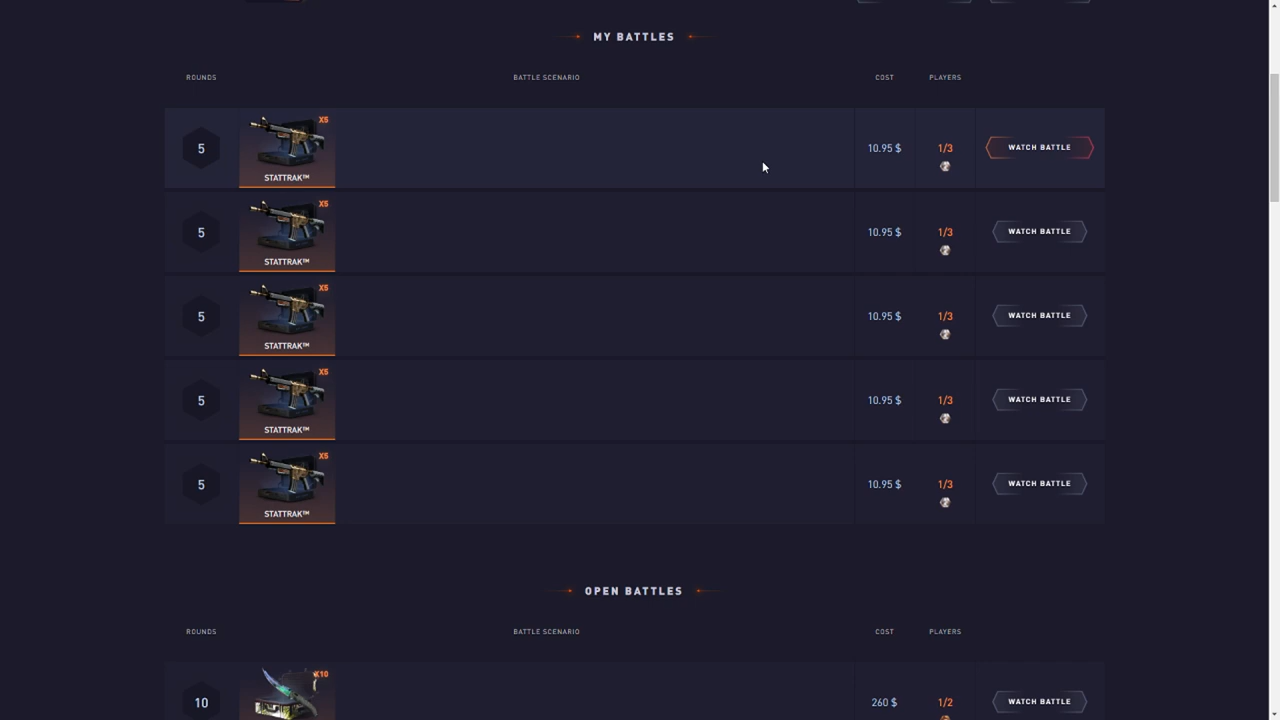 MY BATTLES
ROUNDS BATTLE SCENARIO COST PLAYERS
X5
5 10.95 $ 1/3 WATCH BATTLE
STATTRAK™
X5
5 10.95 $ 1/3 WATCH BATTLE
STATTRAK™
X5
5 10.95 $ 1/3 WATCH BATTLE
STATTRAK™
X5
5 10.95 $ 1/3 WATCH BATTLE
STATTRAK™
X5
5 10.95 $ 1/3 WATCH BATTLE
STATTRAK™
OPEN BATTLES
ROUNDS BATTLE SCENARIO COST PLAYERS
X10
10 260 $ 1/2 WATCH BATTLE